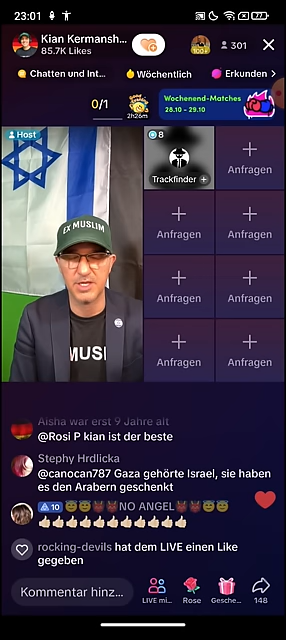 23:01
77
Kian Kermansh...
85.7K Likes
100+
301
Chatten und Int...
Wöchentlich
Erkunden
0/1
2h26m
Wochenend-Matches
28.10 - 29.10
Host
8
Trackfinder
Anfragen
Anfragen
Anfragen
Anfragen
Anfragen
Anfragen
Anfragen
EX MUSLIM
MUSL
Aisha war erst 9 Jahre alt
@Rosi P kian ist der beste
Stephy Hrdlicka
@canocan787 Gaza gehörte Israel, sie haben
es den Arabern geschenkt
10 😇😇👹👹NO ANGEL👹👹😇😇
👍🏻👍🏻👍🏻👍🏻👍🏻👍🏻👍🏻👍🏻👍🏻👍🏻👍🏻
rocking-devils hat dem LIVE einen Like
gegeben
Kommentar hinz...
LIVE mi...
Rose
Gesche...
148